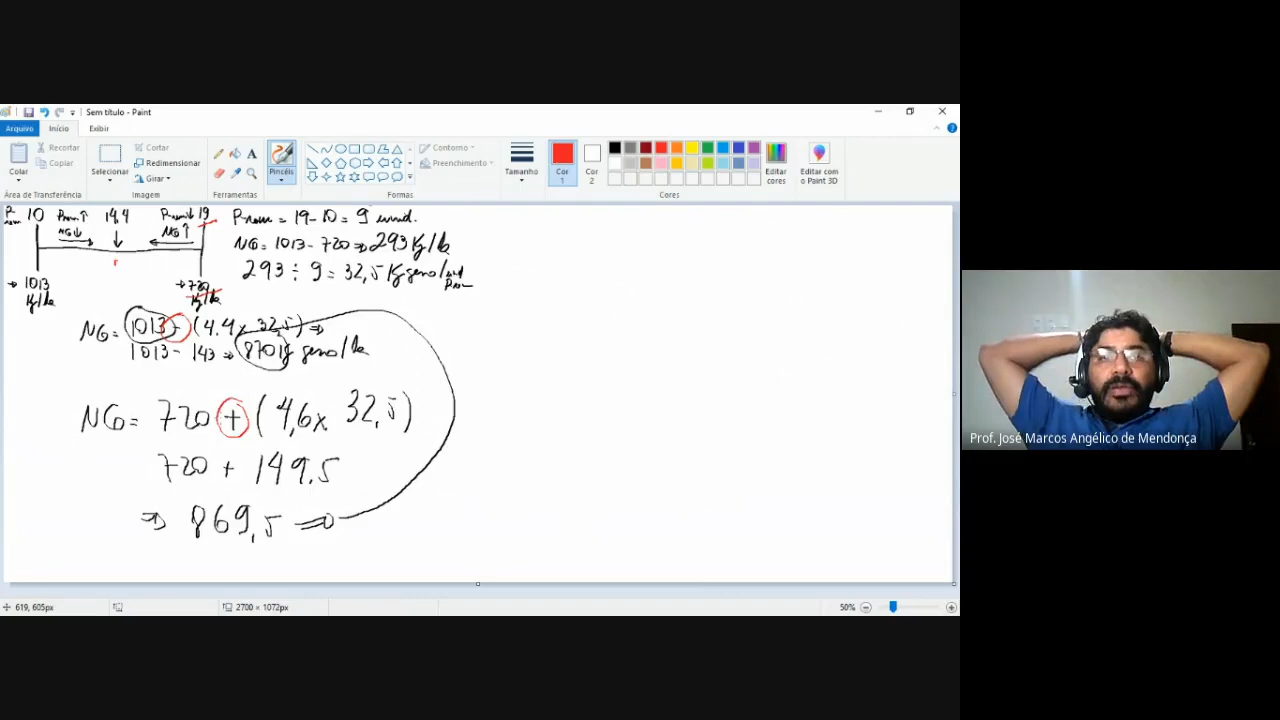 Sem título - Paint
Arquivo Início Exibir
Colar
Recortar
Copiar
Área de Transferência
Selecionar
Cortar
Redimensionar
Girar
Imagem
Ferramentas
Pincéis
Contorno
Preenchimento
Formas
Tamanho
Cor 1
Cor 2
Editar cores
Editar com o Paint 3D
Cores
10 14,4 19
NG↓ NG↑
→ 1013 Kg/ha
→ 720 Kg/ha
= 19-10 = 9 unid.
NG= 1013 - 720 ⇒ 293 Kg/ha
293 ÷ 9 = 32,5 Kg geno/
NG= 1013 - (4.4 x 32,5) ⇒
1013 - 143 ⇒ 870 Kg geno/ha
NG= 720 + (4,6 x 32,5)
720 + 149.5
⇒ 869,5 ⇒
Prof. José Marcos Angélico de Mendonça
619, 605px
2700 × 1072px
50%